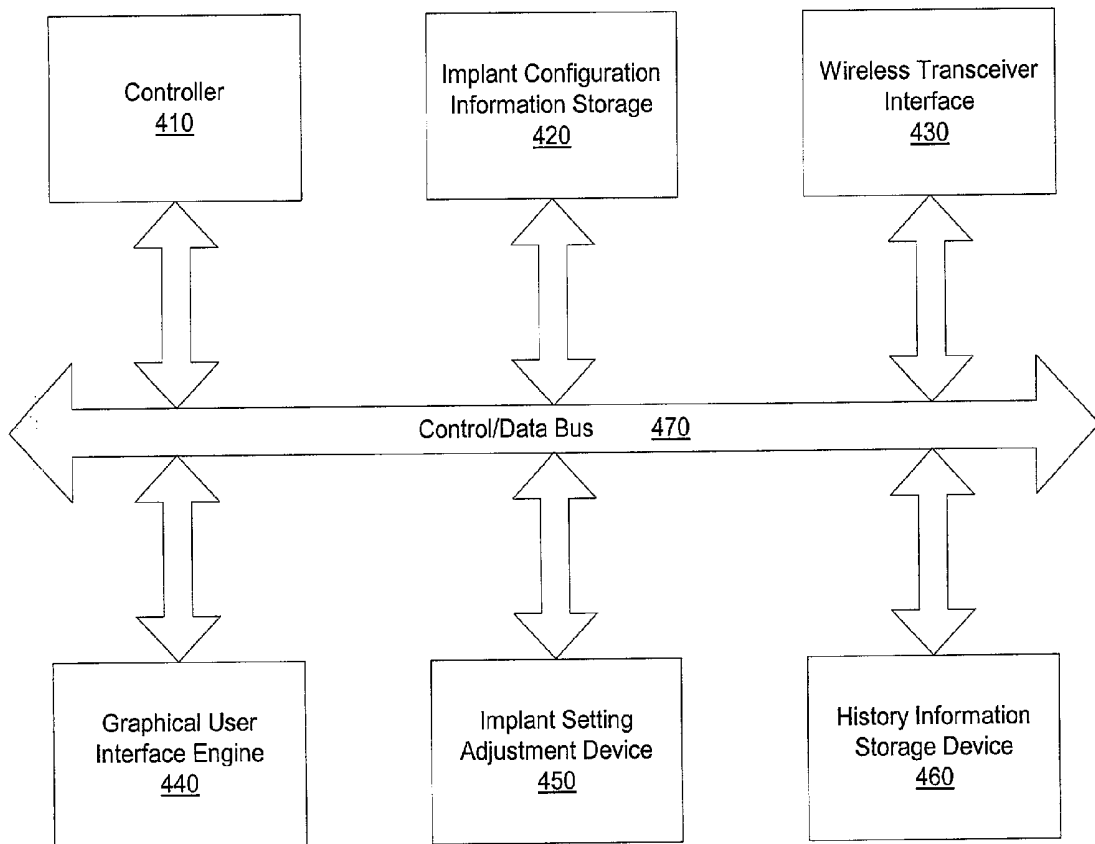 Controller
410
Implant Configuration
Information Storage
420
Wireless Transceiver
Interface
430
Control/Data Bus 470
Graphical User
Interface Engine
440
Implant Setting
Adjustment Device
450
History Information
Storage Device
460